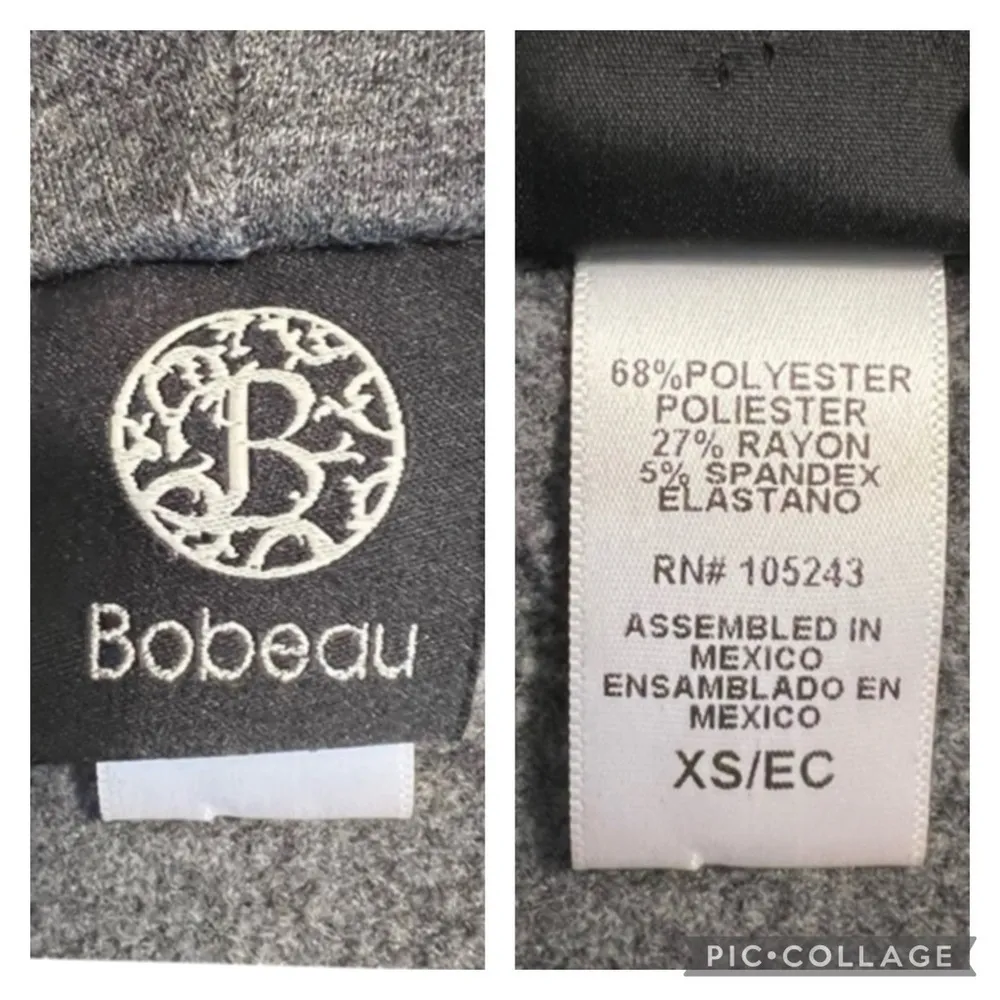 B
Bobeau
68%POLYESTER
POLIESTER
27% RAYON
5% SPANDEX
ELASTANO
RN# 105243
ASSEMBLED IN
MEXICO
ENSAMBLADO EN
MEXICO
XS/EC
PIC•COLLAGE